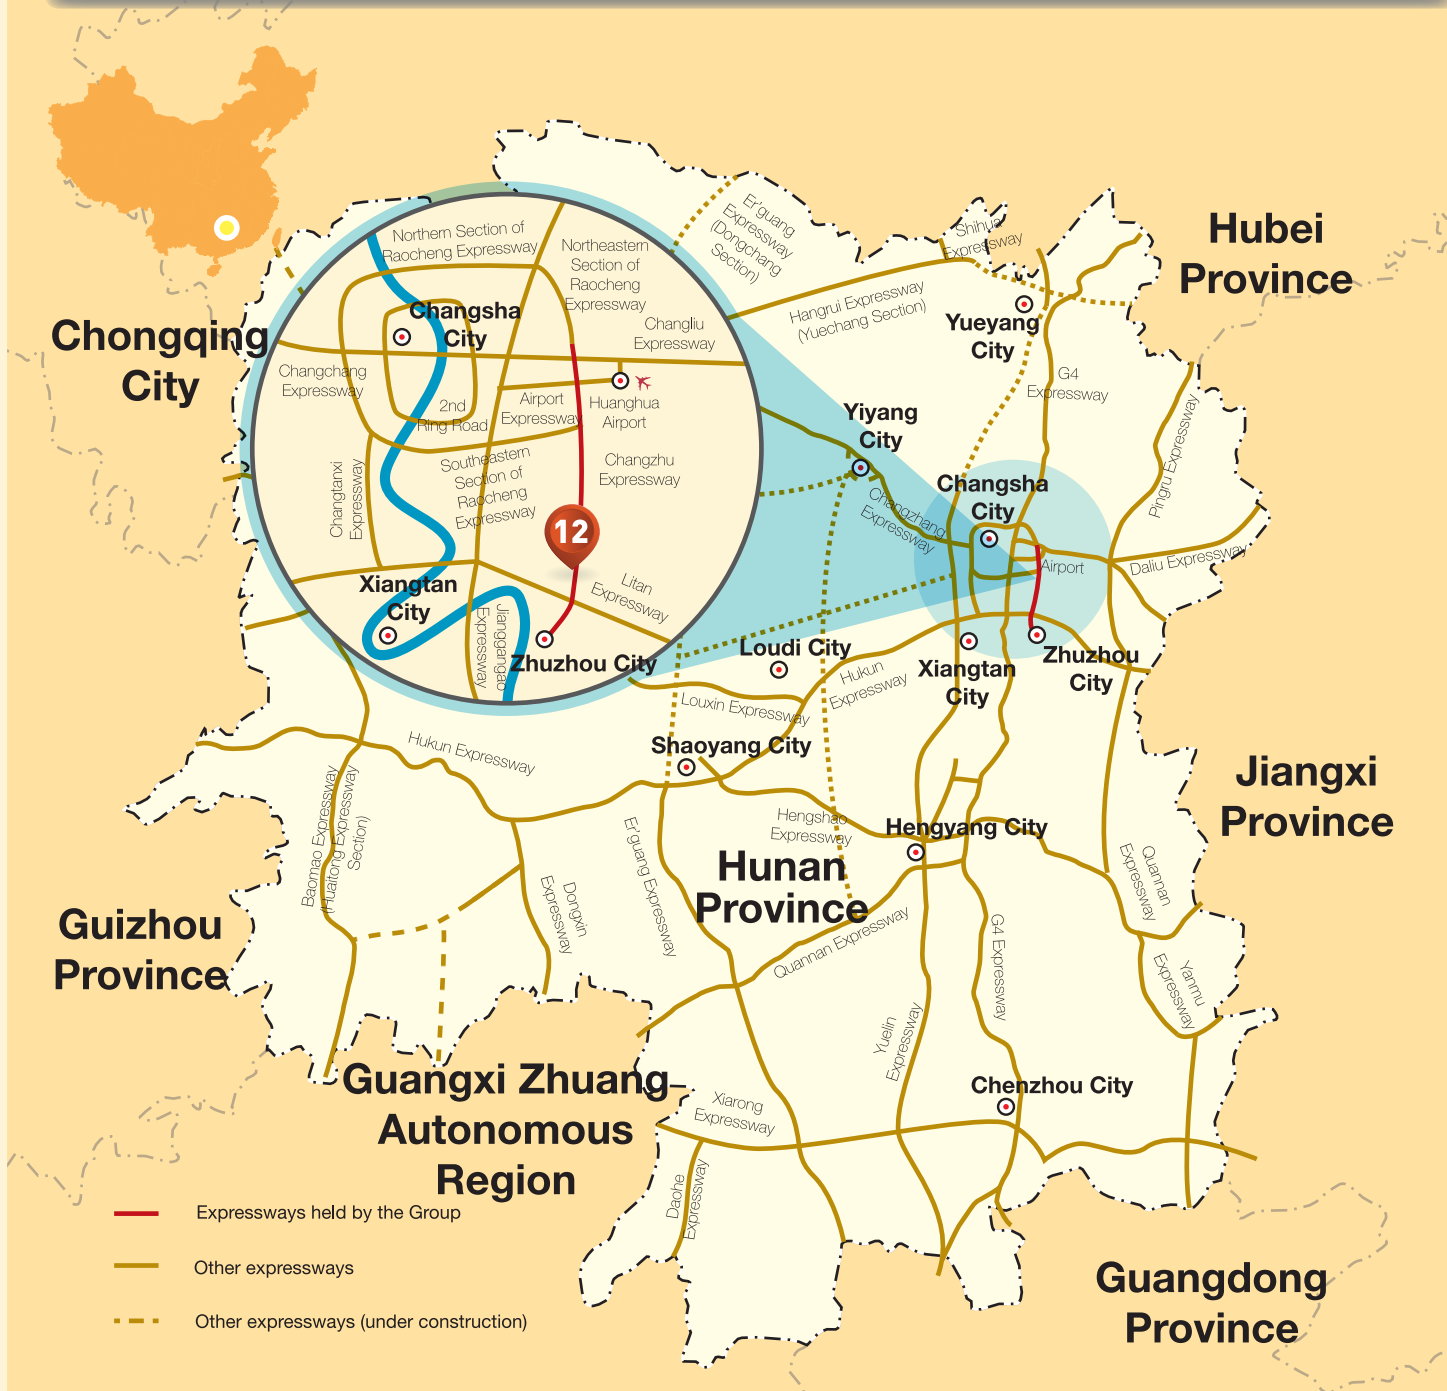 Hubei
Province
Chongqing
City
Er'guang
Expressway
(Dongchang
Section)
Shihua
Expressway
Hangrui Expressway
(Yuechang Section)
Yueyang
City
G4
Expressway
Pingru Expressway
Yiyang
City
Changzhang
Expressway
Changsha
City
Airport
Daliu Expressway
Northern Section of
Raocheng Expressway
Northeastern
Section of
Raocheng
Expressway
Changliu
Expressway
Changsha
City
Changchang
Expressway
2nd
Ring Road
Airport
Expressway
Huanghua
Airport
Changtanxi
Expressway
Southeastern
Section of
Raocheng
Expressway
Changzhu
Expressway
12
Litan
Expressway
Xiangtan
City
Jianggangao
Expressway
Zhuzhou City
Loudi City
Hukun
Expressway
Xiangtan
City
Zhuzhou
City
Louxin Expressway
Shaoyang City
Hukun Expressway
Jiangxi
Province
Baomao Expressway
(Huaitong Expressway
Section)
Er'guang Expressway
Hengshao
Expressway
Hengyang City
Hunan
Province
Quannan
Expressway
Dongxin
Expressway
Guizhou
Province
Quannan Expressway
G4 Expressway
Yanmu
Expressway
Yuelin
Expressway
Guangxi Zhuang
Autonomous
Region
Chenzhou City
Xiarong
Expressway
Daohe
Expressway
Guangdong
Province
Expressways held by the Group
Other expressways
Other expressways (under construction)